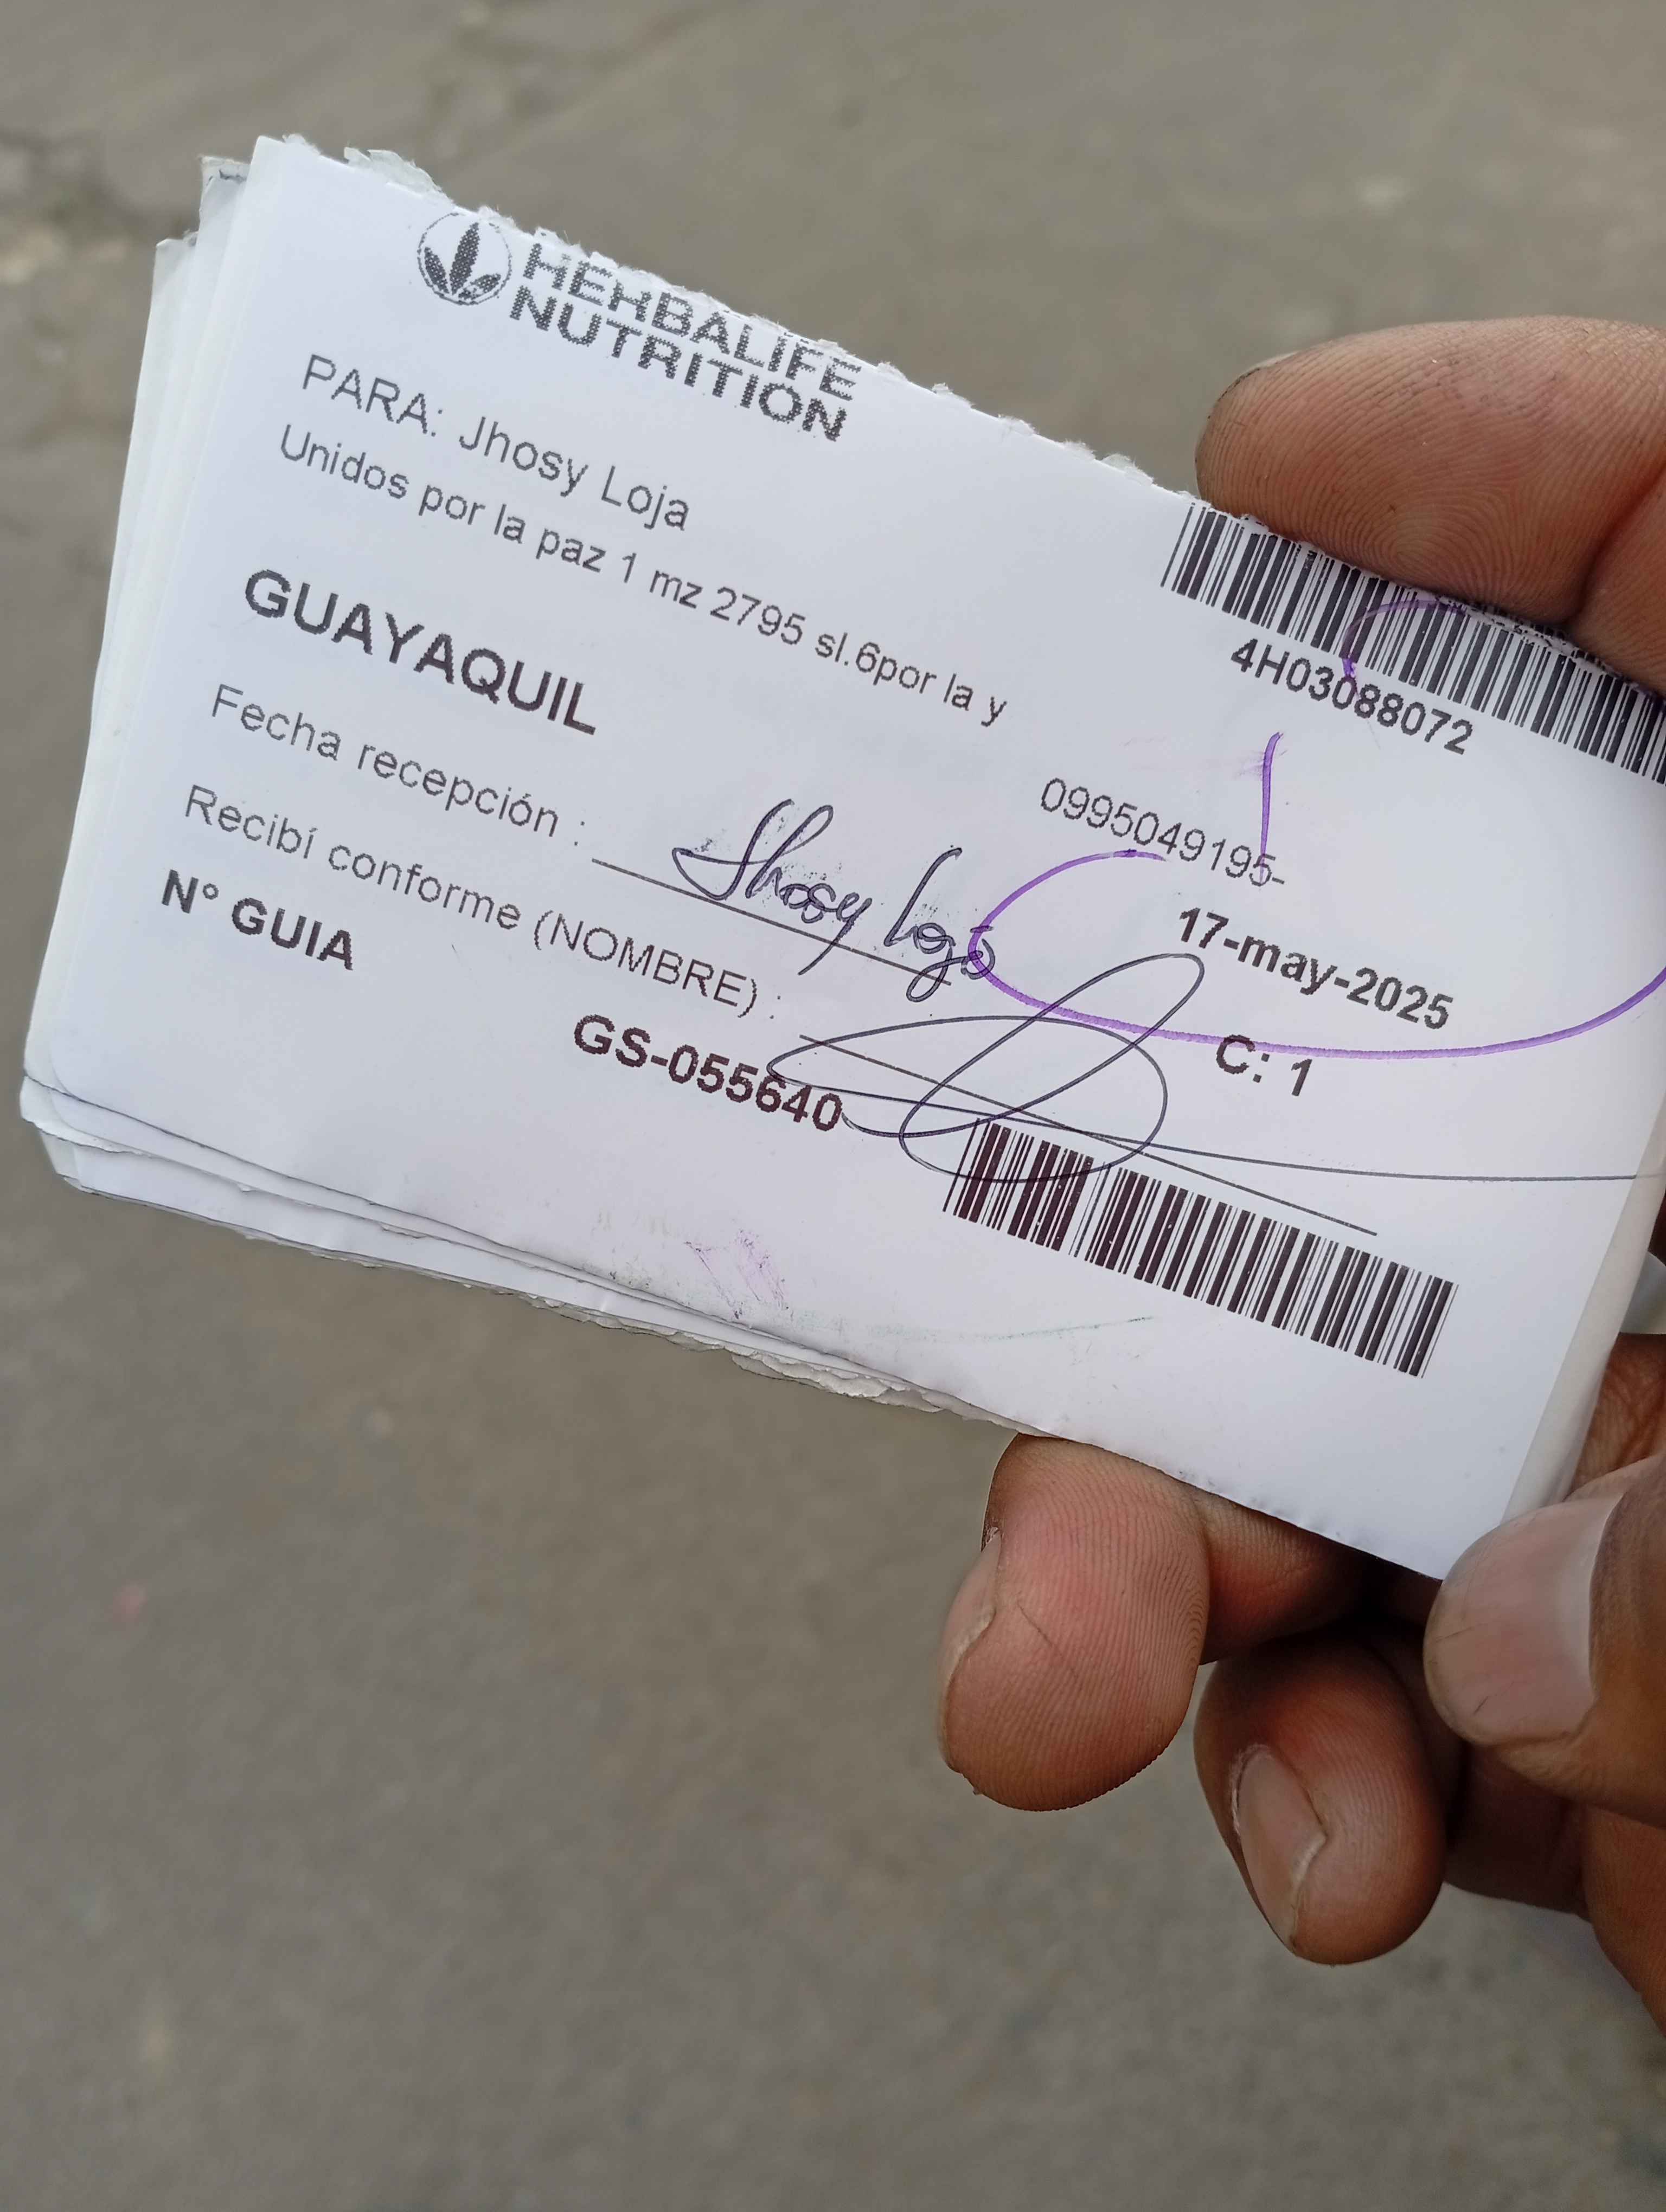 HERBALIFE
NUTRITION
PARA: Jhosy Loja
Unidos por la paz 1 mz 2795 sl.6por la y
4H03088072
GUAYAQUIL
0995049195-
Fecha recepción : Jhosy Loja
17-may-2025
Recibí conforme (NOMBRE) :
C: 1
N° GUIA
GS-055640